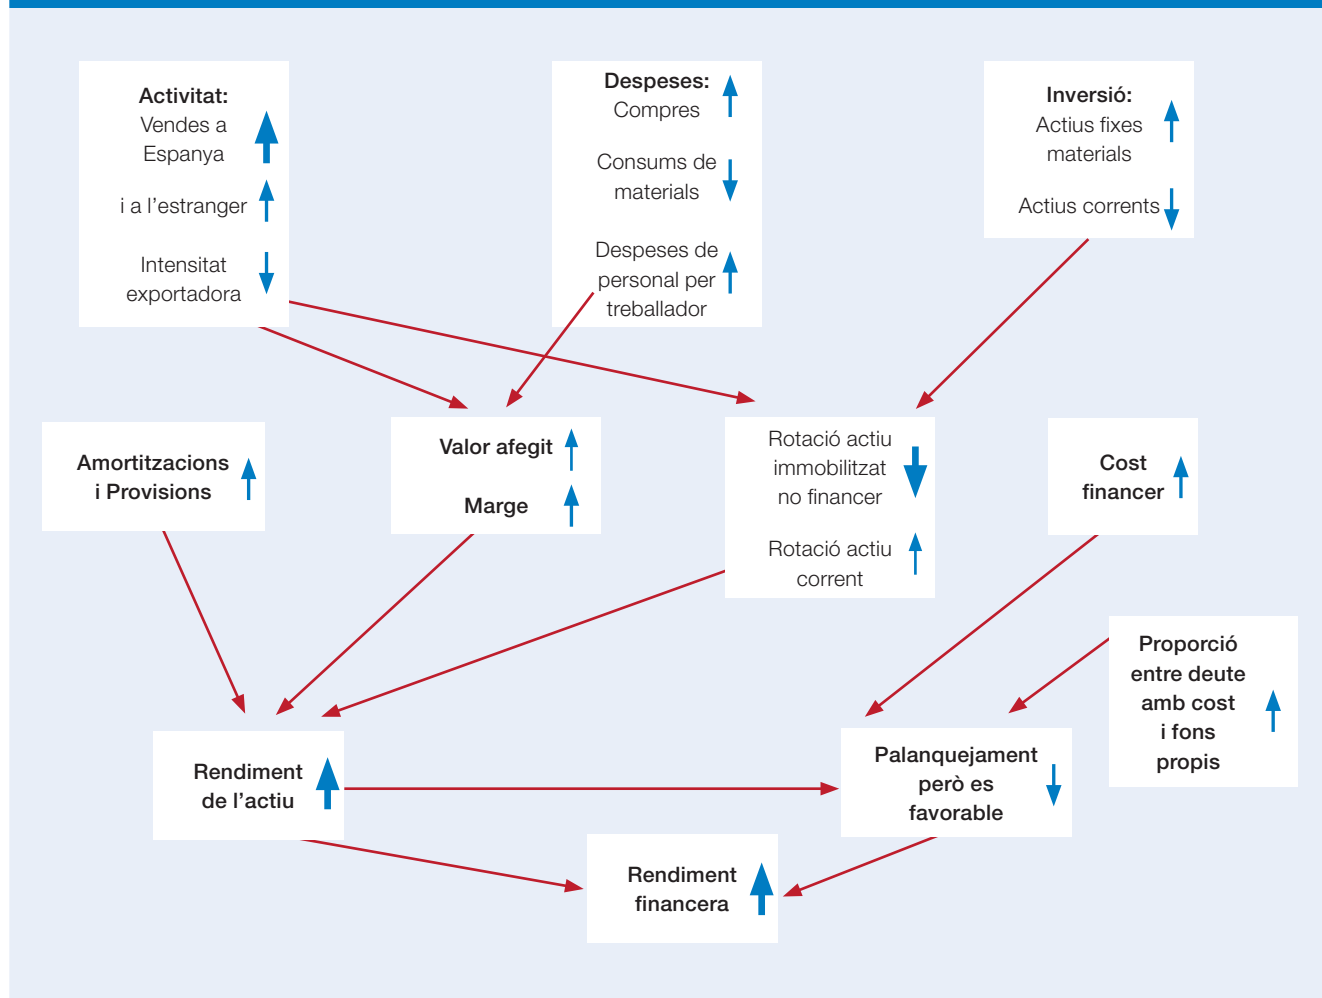 Activitat:
Vendes a
Espanya
i a l'estranger
Intensitat
exportadora
Despeses:
Compres
Consums de
materials
Despeses de
personal per
treballador
Inversió:
Actius fixes
materials
Actius corrents
Amortitzacions
i Provisions
Valor afegit
Marge
Rotació actiu
immobilitzat
no financer
Rotació actiu
corrent
Cost
financer
Proporció
entre deute
amb cost
i fons
propis
Rendiment
de l'actiu
Palanquejament
però es
favorable
Rendiment
financera